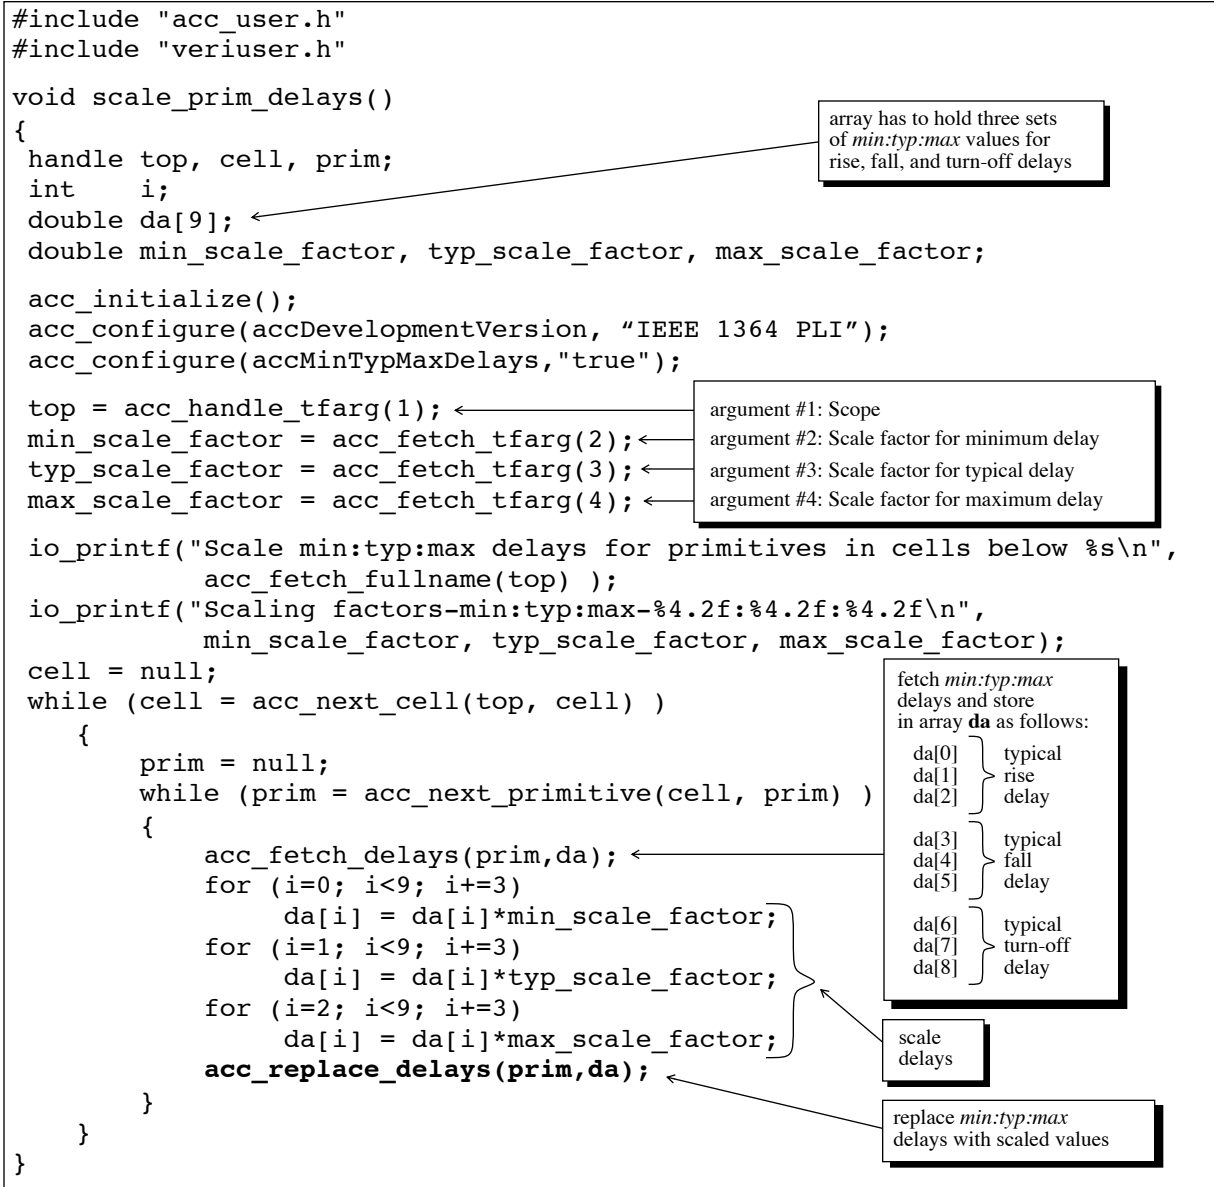 #include "acc_user.h"
#include "veriuser.h"
void scale_prim_delays()
{
array has to hold three sets
of min:typ:max values for
rise, fall, and turn-off delays
handle top, cell, prim;
int    i;
double da[9];
double min_scale_factor, typ_scale_factor, max_scale_factor;
acc_initialize();
acc_configure(accDevelopmentVersion, “IEEE 1364 PLI”);
acc_configure(accMinTypMaxDelays,"true");
top = acc_handle_tfarg(1);
min_scale_factor = acc_fetch_tfarg(2);
typ_scale_factor = acc_fetch_tfarg(3);
max_scale_factor = acc_fetch_tfarg(4);
argument #1: Scope
argument #2: Scale factor for minimum delay
argument #3: Scale factor for typical delay
argument #4: Scale factor for maximum delay
io_printf("Scale min:typ:max delays for primitives in cells below %s\n",
acc_fetch_fullname(top) );
io_printf("Scaling factors-min:typ:max-%4.2f:%4.2f:%4.2f\n",
min_scale_factor, typ_scale_factor, max_scale_factor);
cell = null;
while (cell = acc_next_cell(top, cell) )
{
prim = null;
while (prim = acc_next_primitive(cell, prim) )
{
acc_fetch_delays(prim,da);
for (i=0; i<9; i+=3)
da[i] = da[i]*min_scale_factor;
for (i=1; i<9; i+=3)
da[i] = da[i]*typ_scale_factor;
for (i=2; i<9; i+=3)
da[i] = da[i]*max_scale_factor;
acc_replace_delays(prim,da);
}
}
}
fetch min:typ:max
delays and store
in array da as follows:
da[0] typical
da[1] rise
da[2] delay
da[3] typical
da[4] fall
da[5] delay
da[6] typical
da[7] turn-off
da[8] delay
scale
delays
replace min:typ:max
delays with scaled values